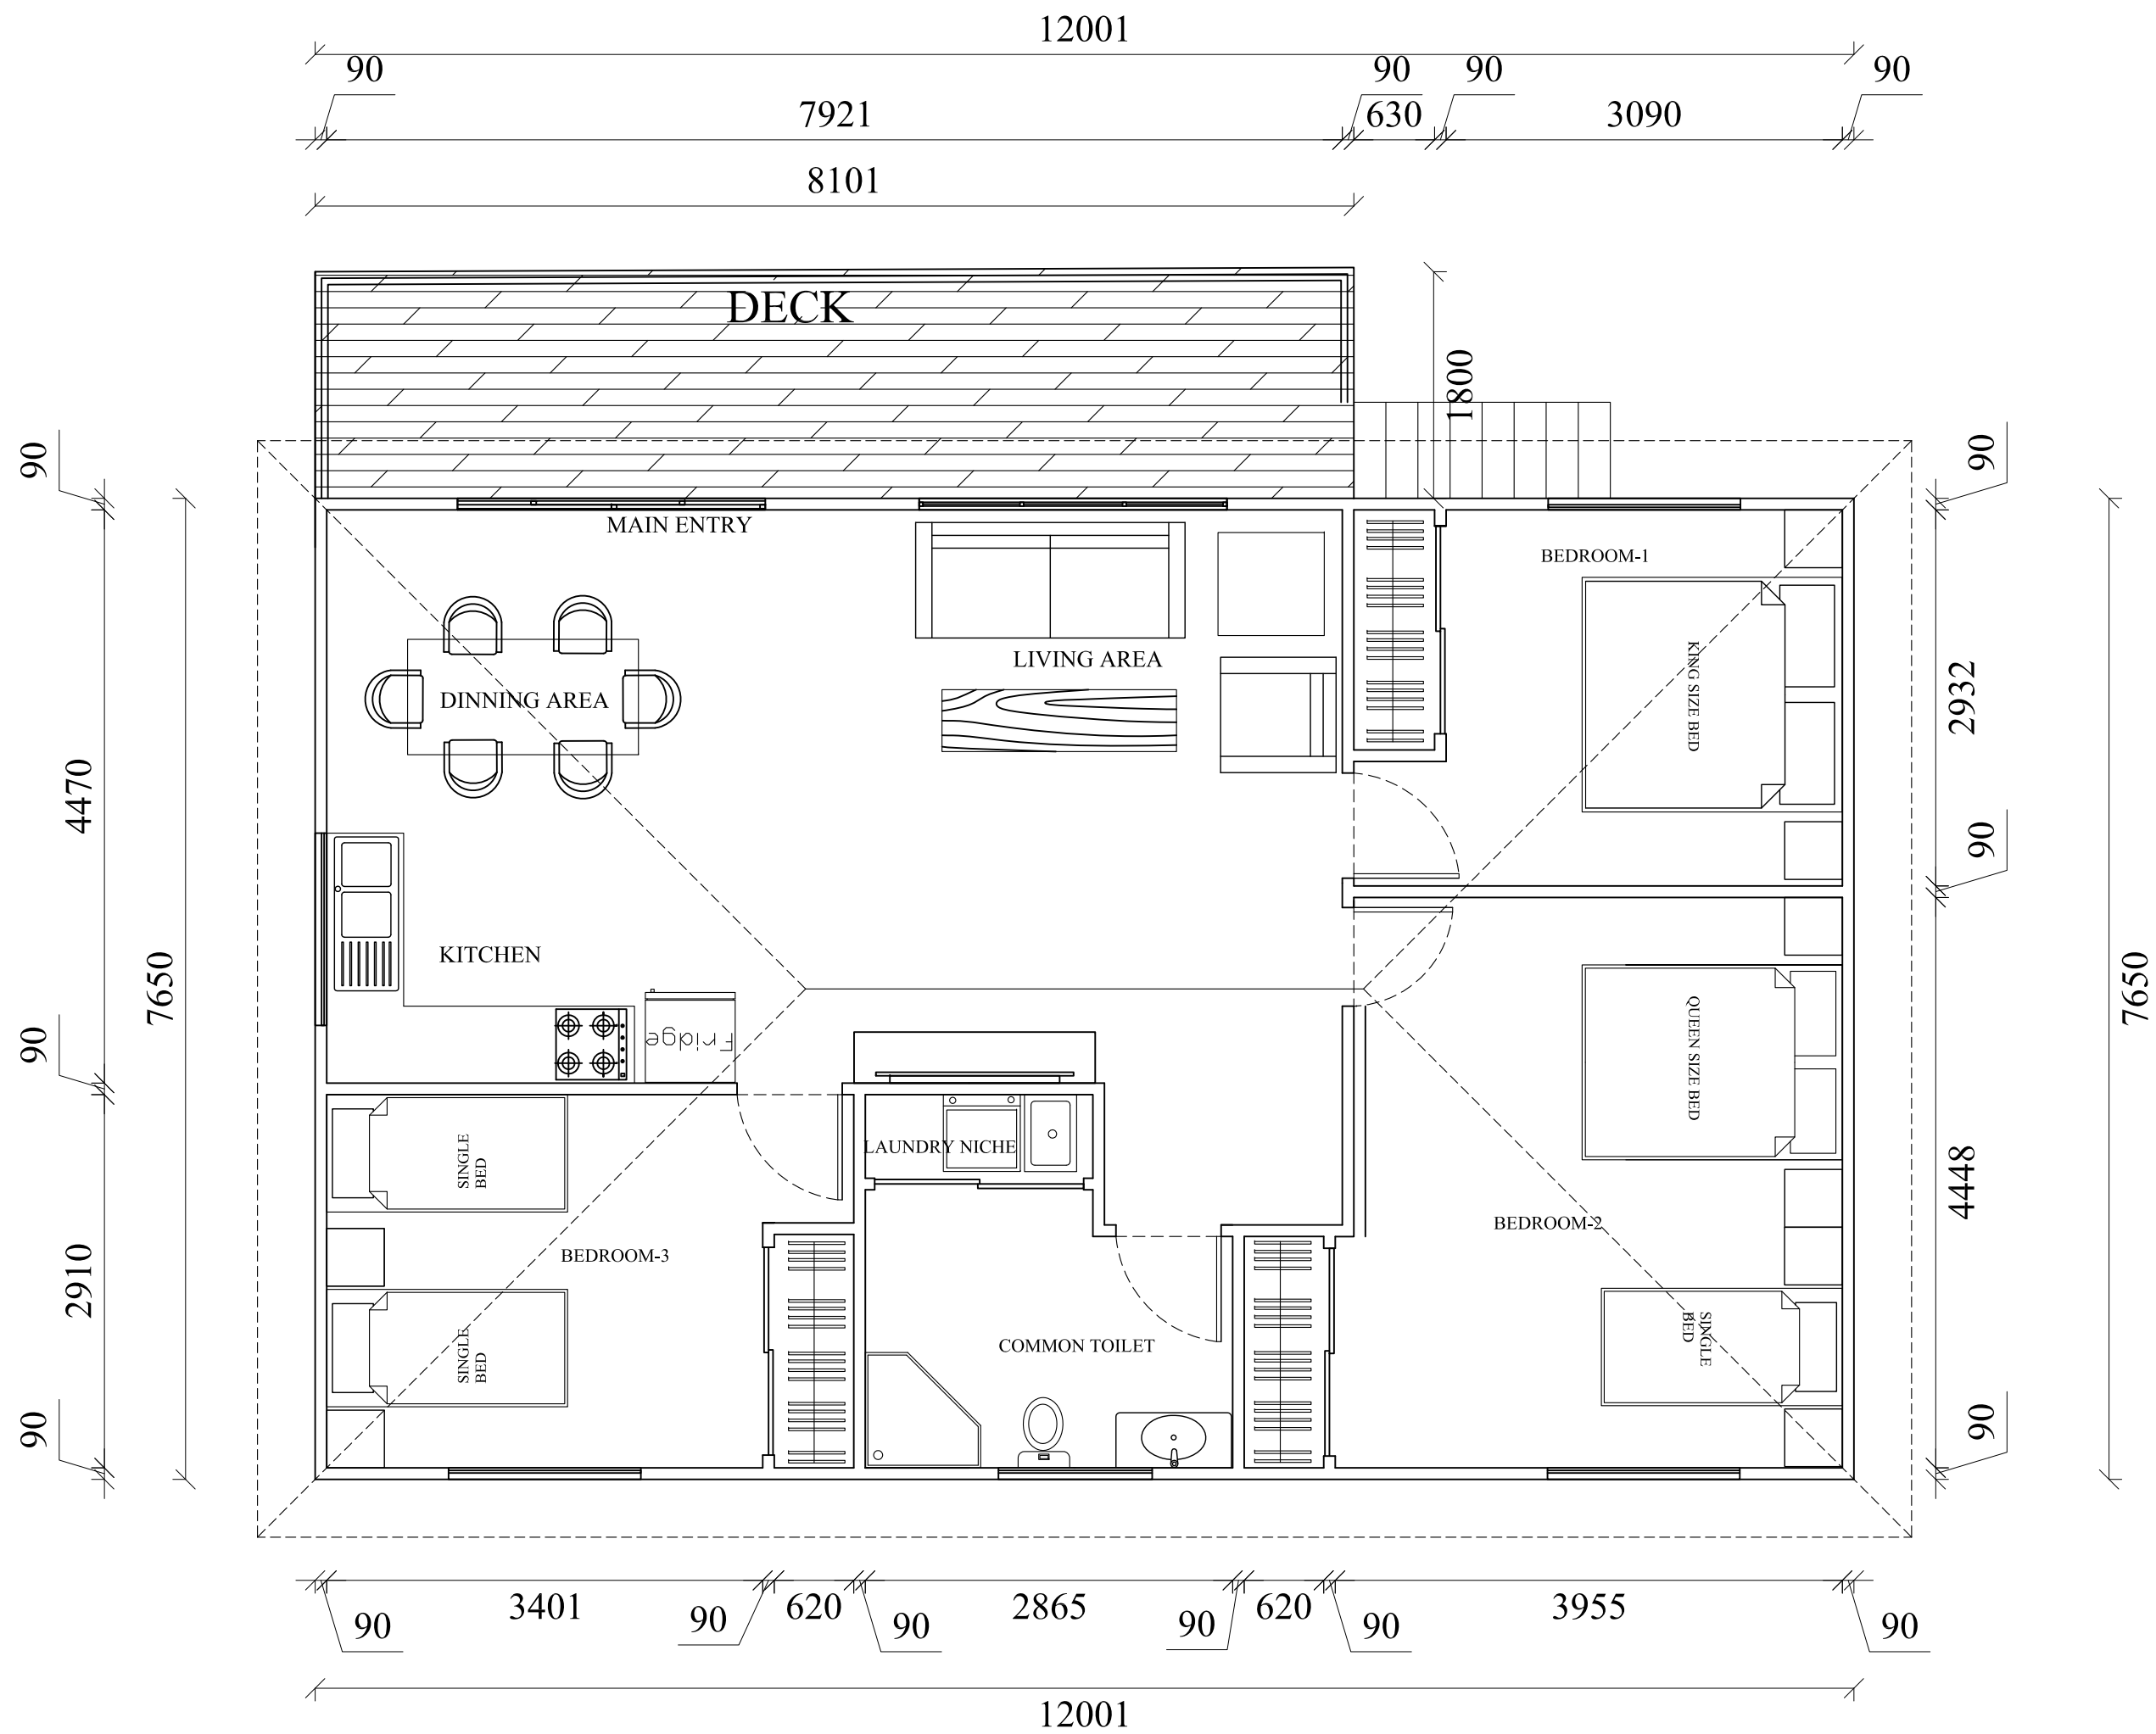 12001
90
90
90
90
7921
630
3090
8101
DECK
1800
90
90
MAIN ENTRY
BEDROOM-1
LIVING AREA
KING SIZE BED
2932
DINNING AREA
4470
90
KITCHEN
7650
7650
90
Fridge
QUEEN SIZE BED
LAUNDRY NICHE
SINGLE
BED
4448
BEDROOM-2
BEDROOM-3
2910
COMMON TOILET
SINGLE
BED
SINGLE
BED
90
90
3401
620
2865
620
3955
90
90
90
90
90
90
12001